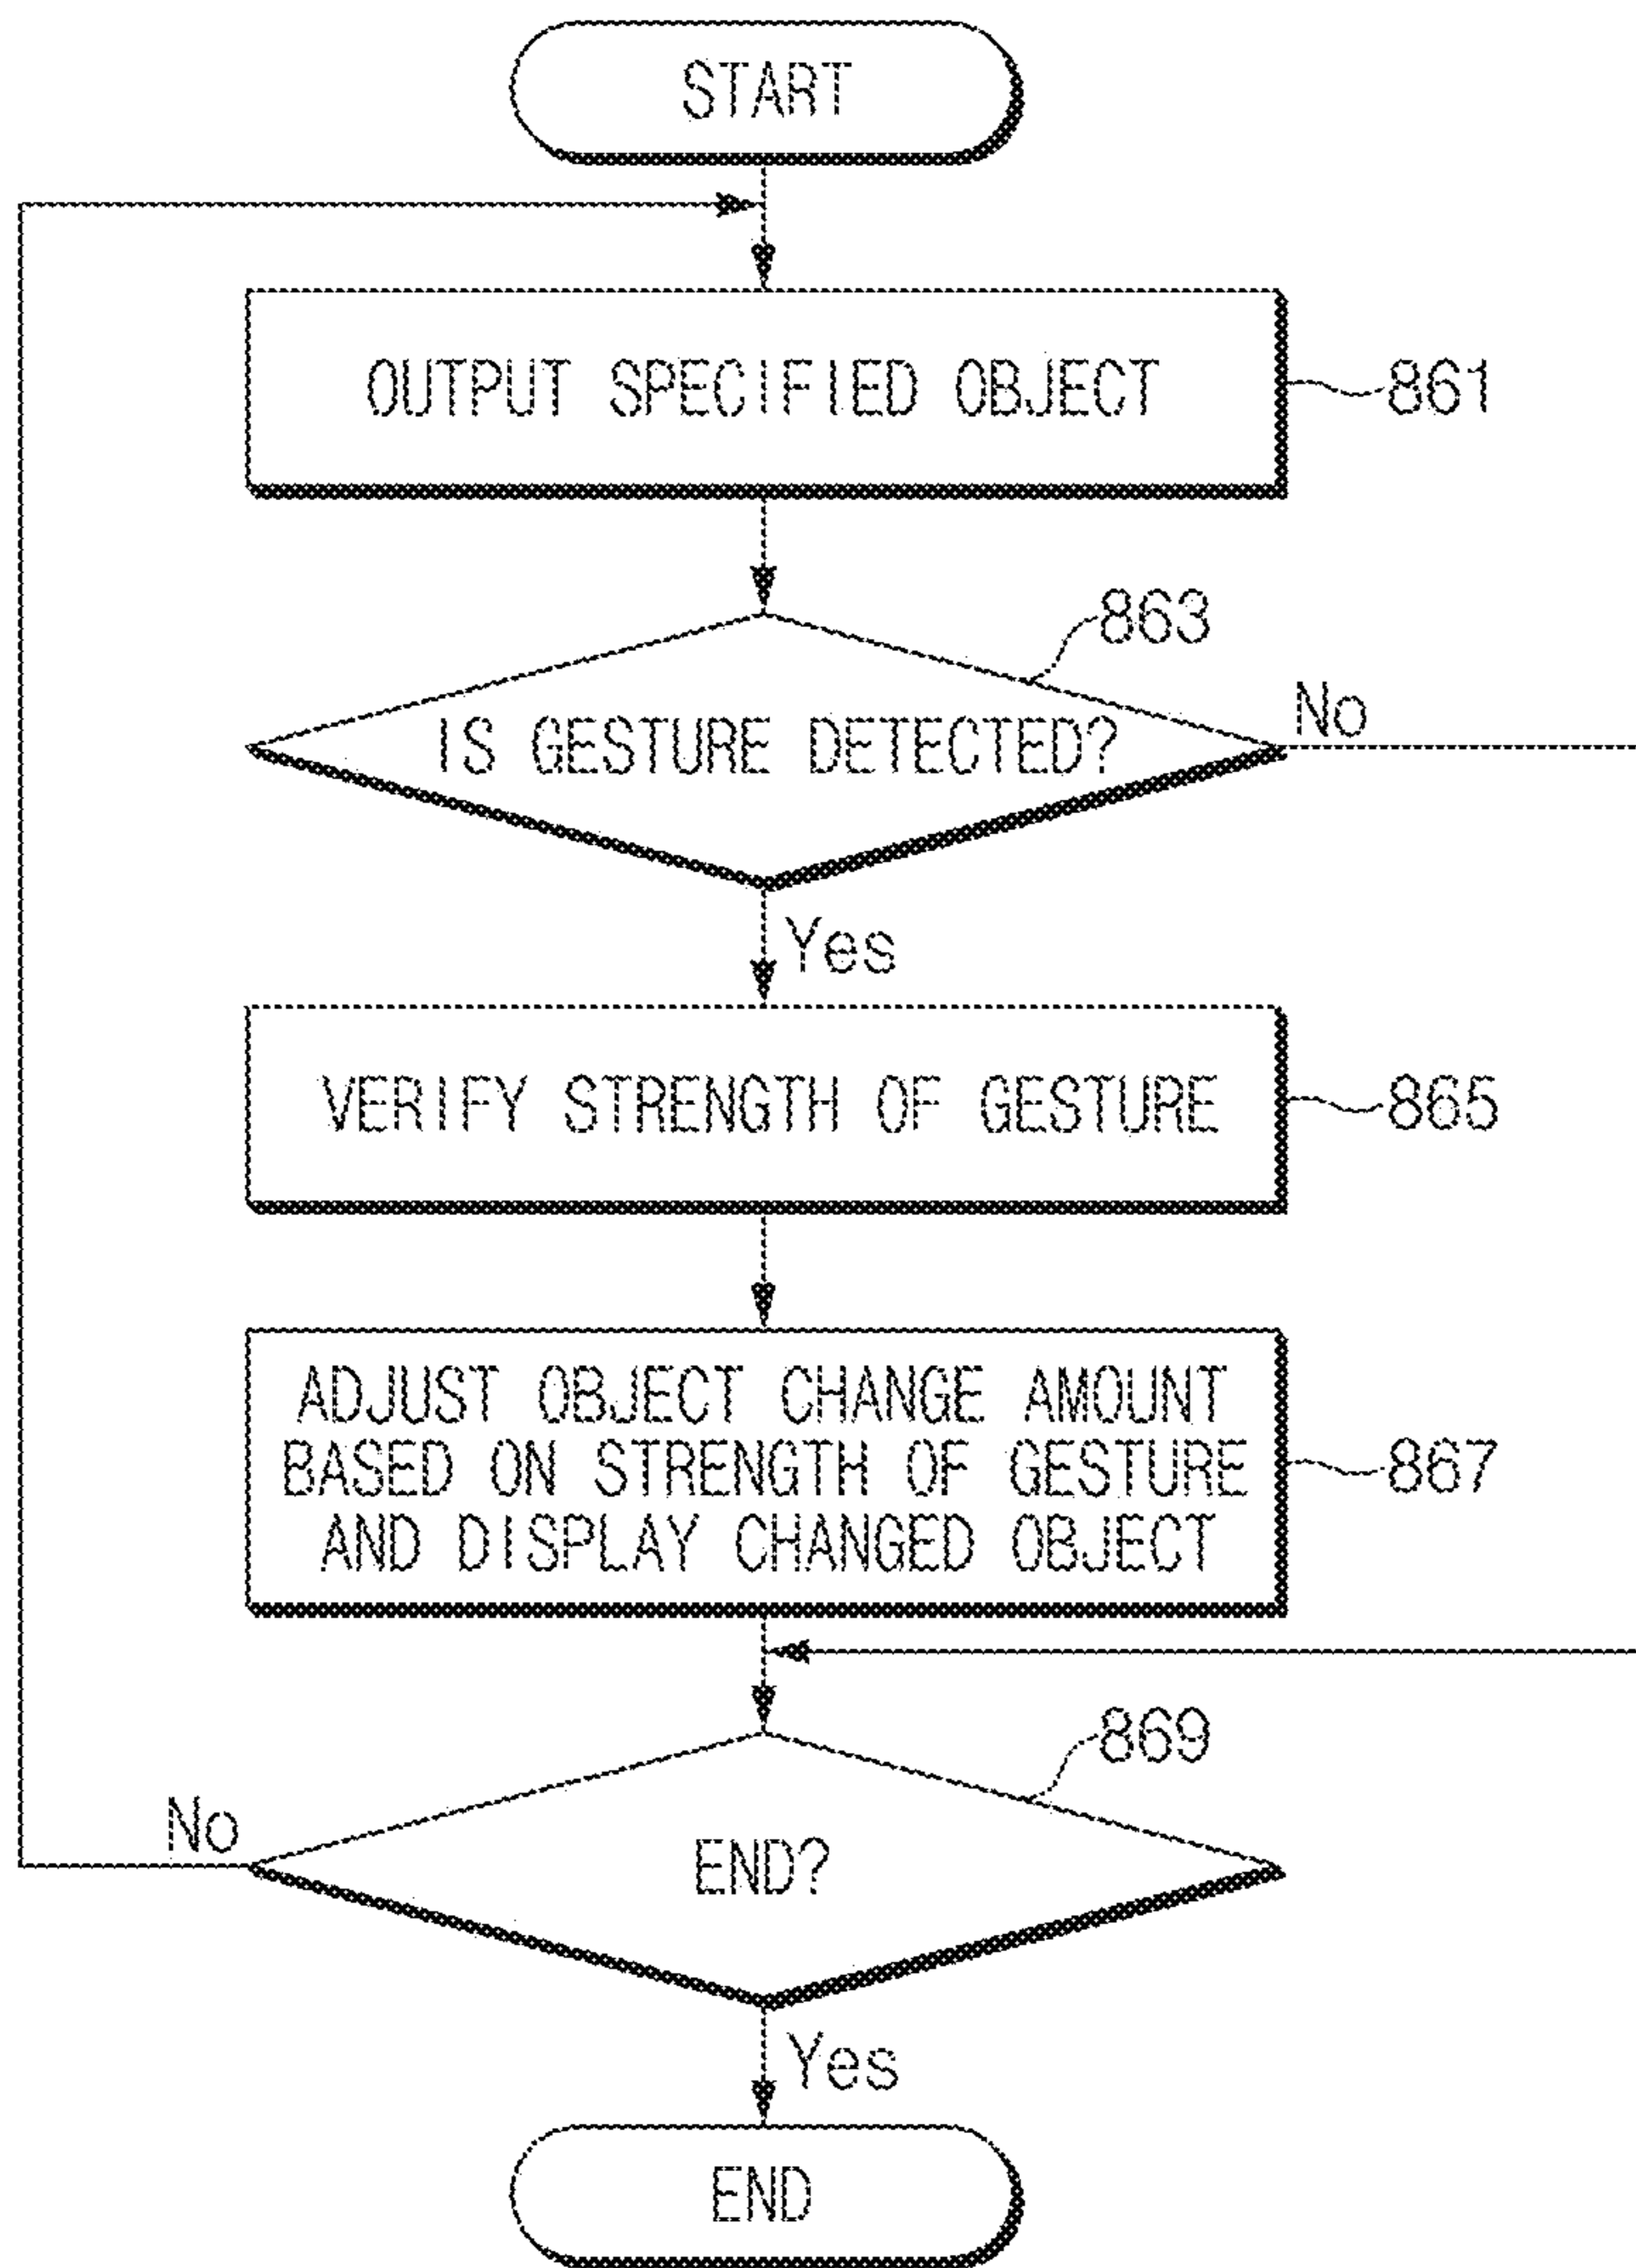 START
OUTPUT SPECIFIED OBJECT
861
863
IS GESTURE DETECTED?
No
Yes
VERIFY STRENGTH OF GESTURE
865
ADJUST OBJECT CHANGE AMOUNT
BASED ON STRENGTH OF GESTURE
AND DISPLAY CHANGED OBJECT
867
869
No
END?
Yes
END